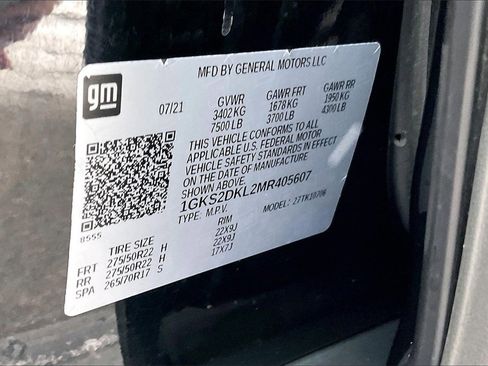 MFD BY GENERAL MOTORS LLC
gm
07/21 GVWR GAWR FRT GAWR RR
3402 KG 1678 KG 1950 KG
7500 LB 3700 LB 4300 LB
THIS VEHICLE CONFORMS TO ALL
APPLICABLE U.S. FEDERAL MOTOR
VEHICLE SAFETY STANDARDS IN EFFECT
ON THE DATE OF MANUFACTURE
SHOWN ABOVE.
1GKS2DKL2MR405607
TYPE: M.P.V. MODEL: 27TK10706
8555
TIRE SIZE RIM
FRT 275/50R22 H 22X9J
RR 275/50R22 H 22X9J
SPA 265/70R17 S 17X7J